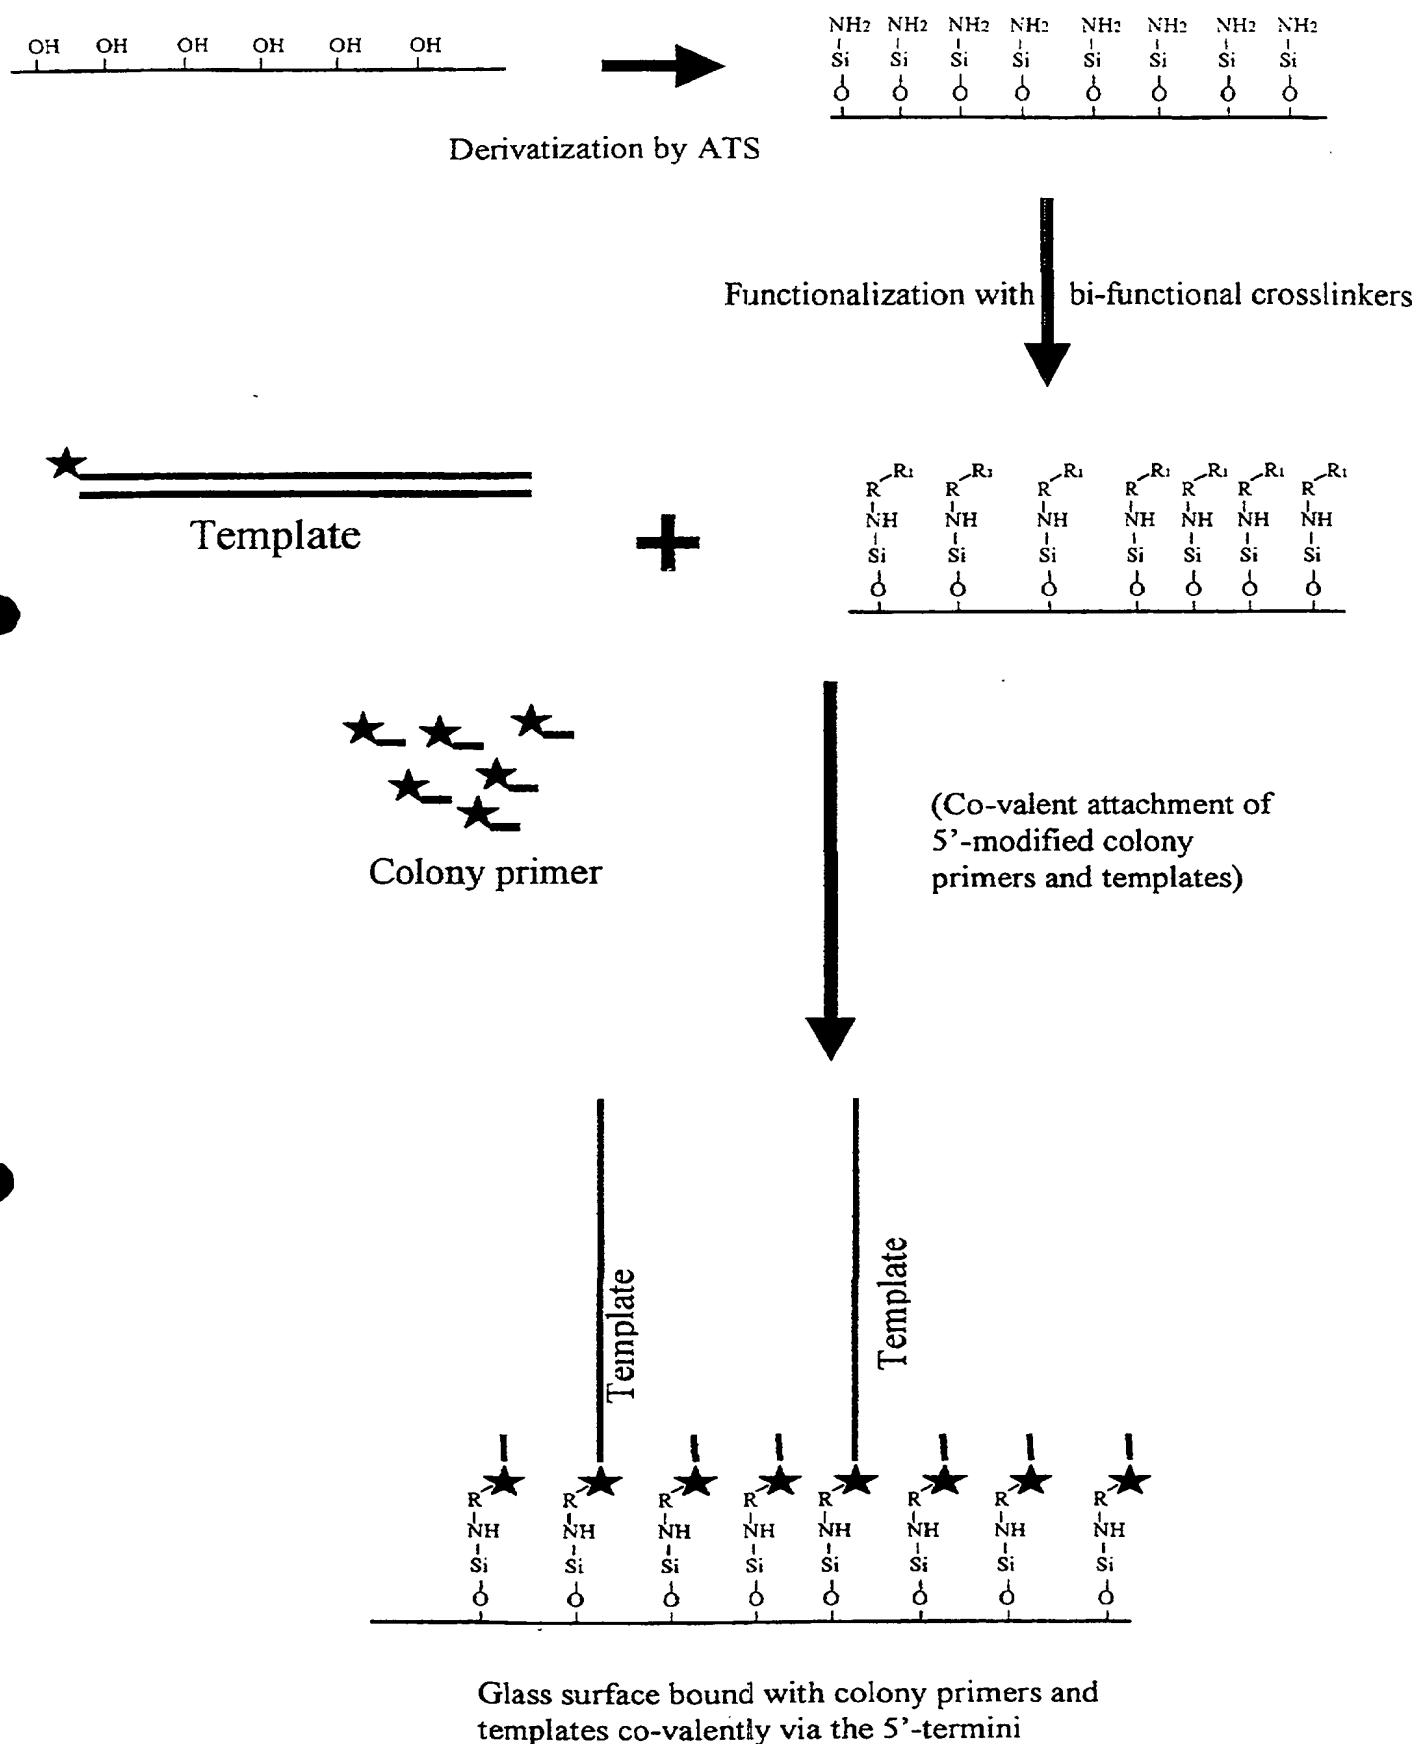 OH OH OH OH OH OH
NH2 NH2 NH2 NH2 NH2 NH2 NH2 NH2
Si Si Si Si Si Si Si Si
O O O O O O O O
Derivatization by ATS
Functionalization with bi-functional crosslinkers
R1 R1 R1 R1 R1 R1 R1
R R R R R R R
NH NH NH NH NH NH NH
Si Si Si Si Si Si Si
O O O O O O O
Template
Colony primer
(Co-valent attachment of
5'-modified colony
primers and templates)
Template
Template
R R R R R R R R
NH NH NH NH NH NH NH NH
Si Si Si Si Si Si Si Si
O O O O O O O O
Glass surface bound with colony primers and
templates co-valently via the 5'-termini